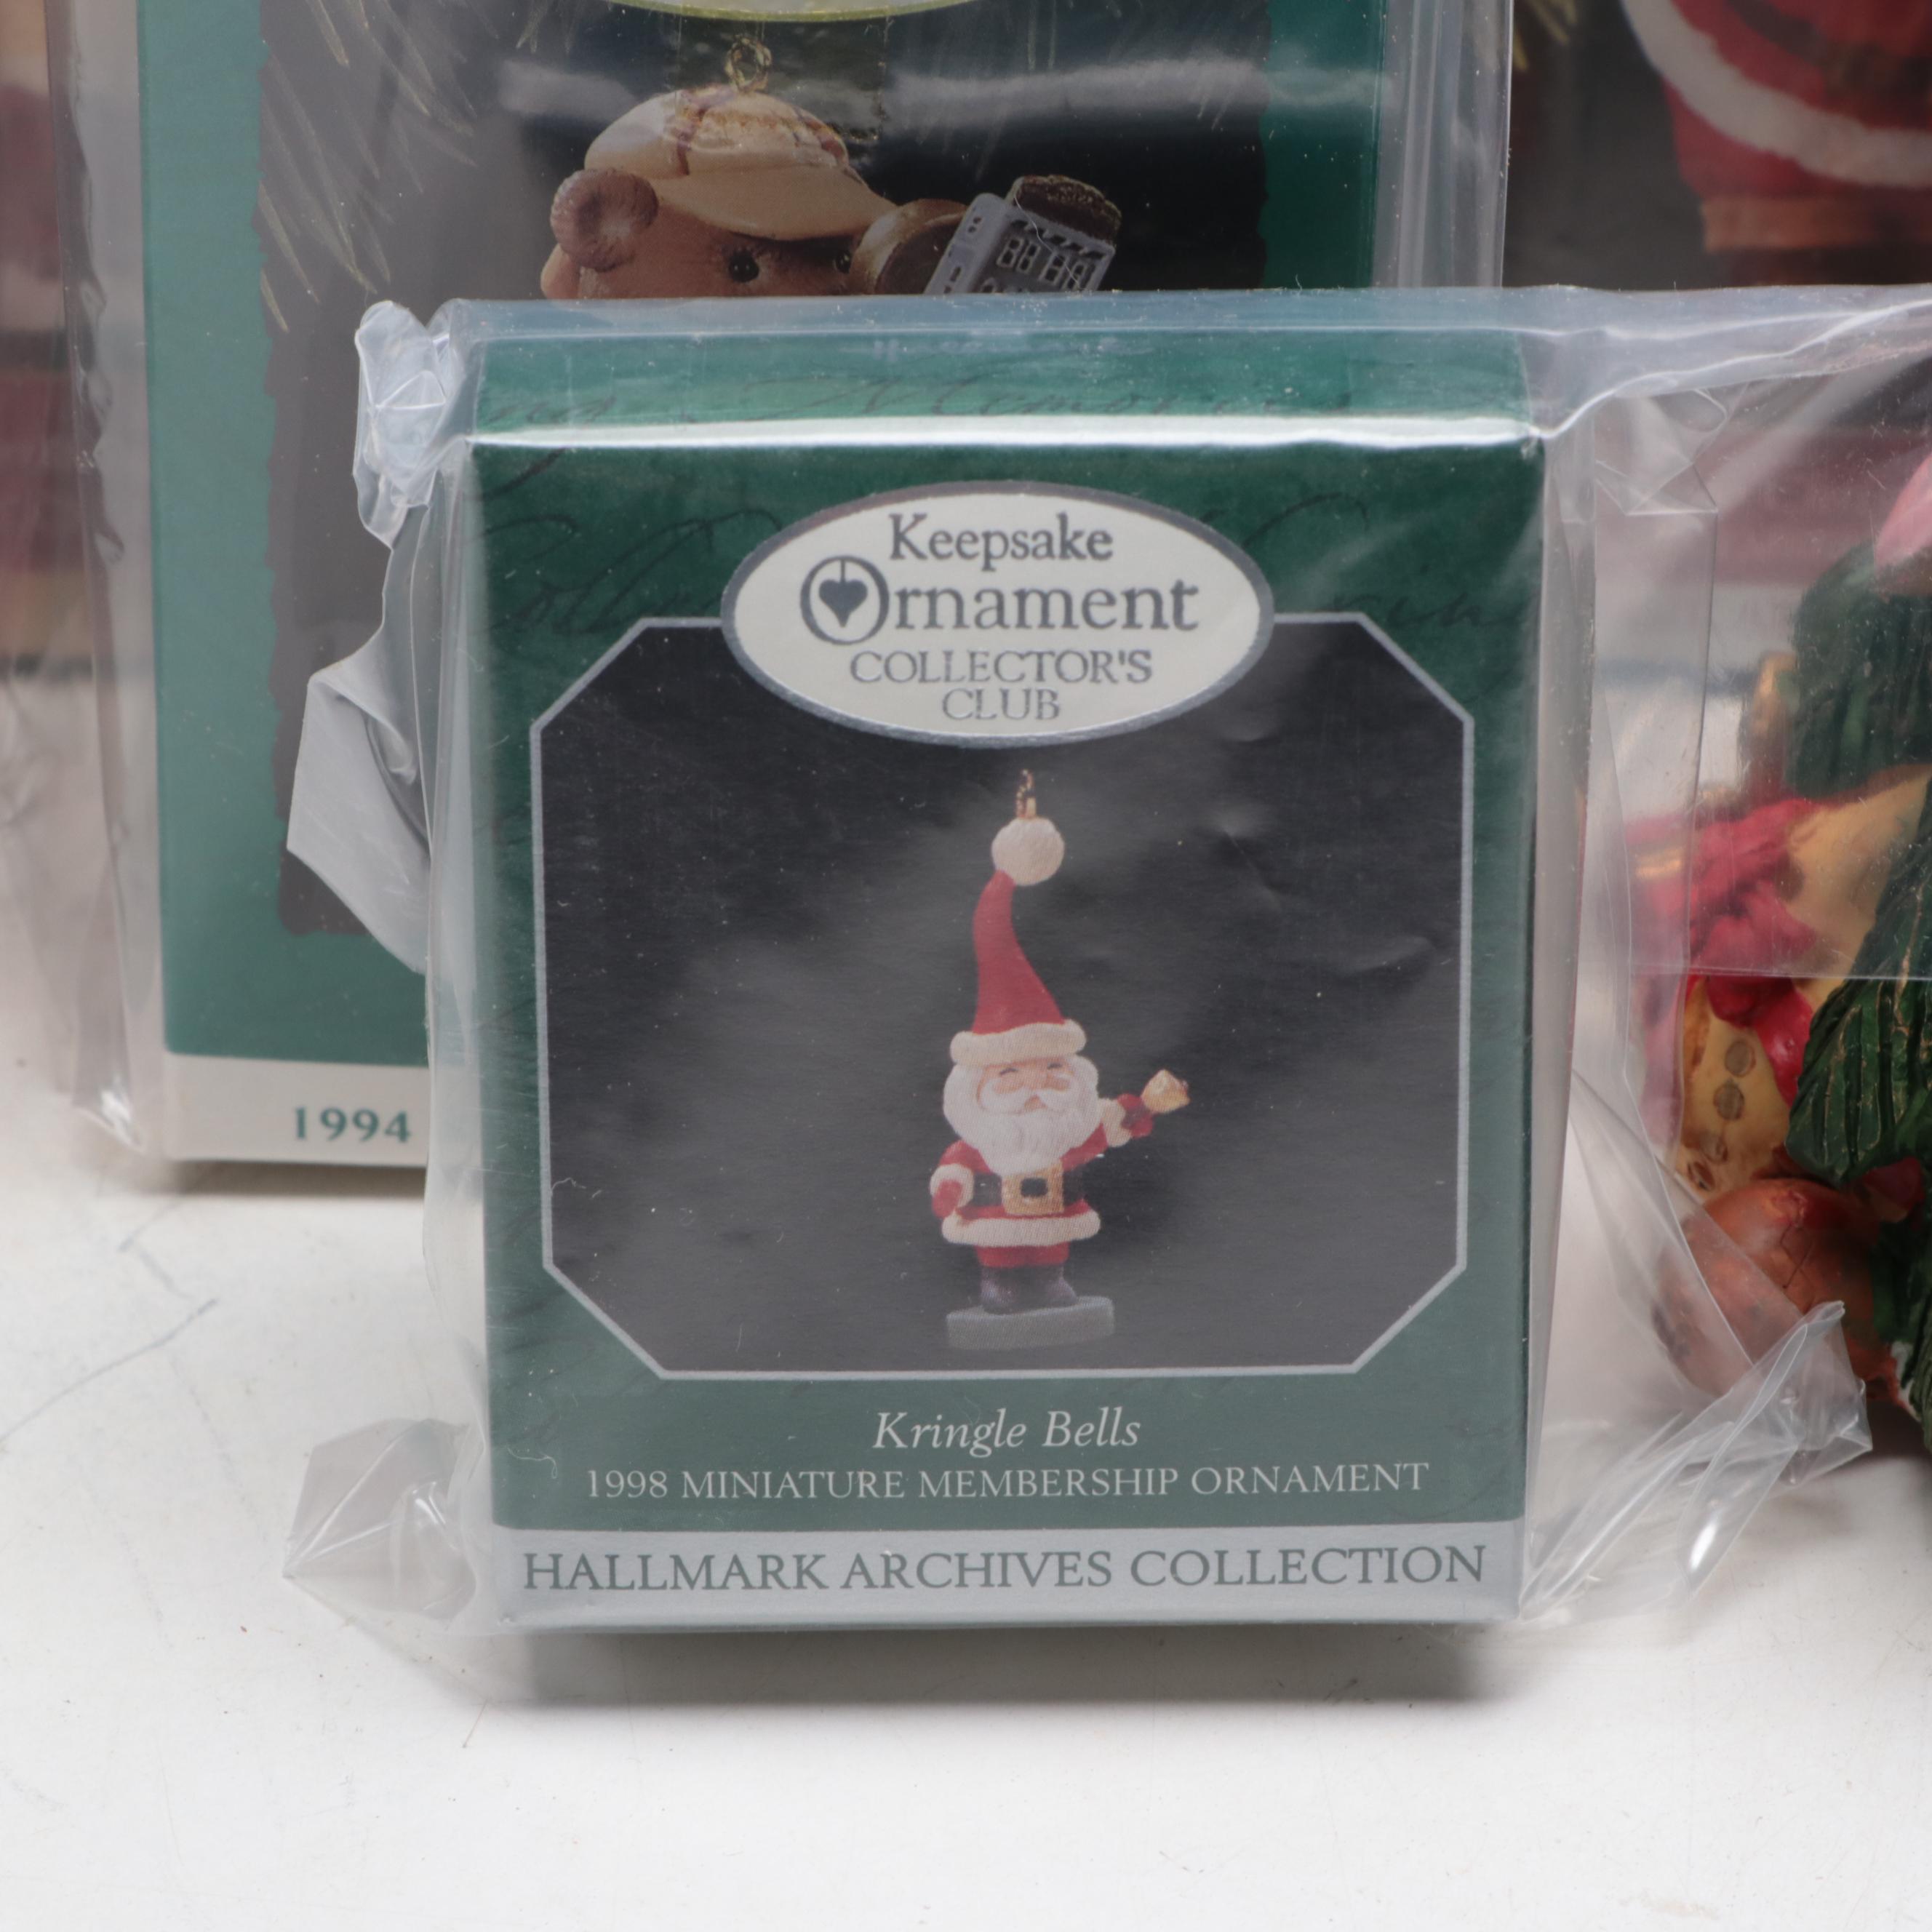 Keepsake
Ornament
COLLECTOR'S
CLUB
Kringle Bells
1998 MINIATURE MEMBERSHIP ORNAMENT
HALLMARK ARCHIVES COLLECTION
1994